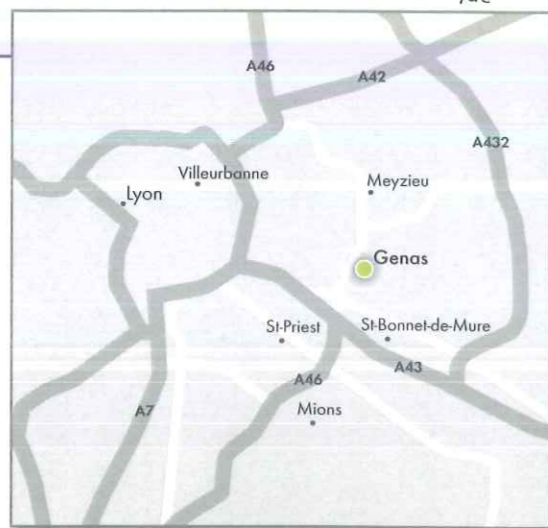 A46
A42
A432
Villeurbanne
Meyzieu
Lyon
Genas
St-Priest
St-Bonnet-de-Mure
A46
A43
A7
Mions